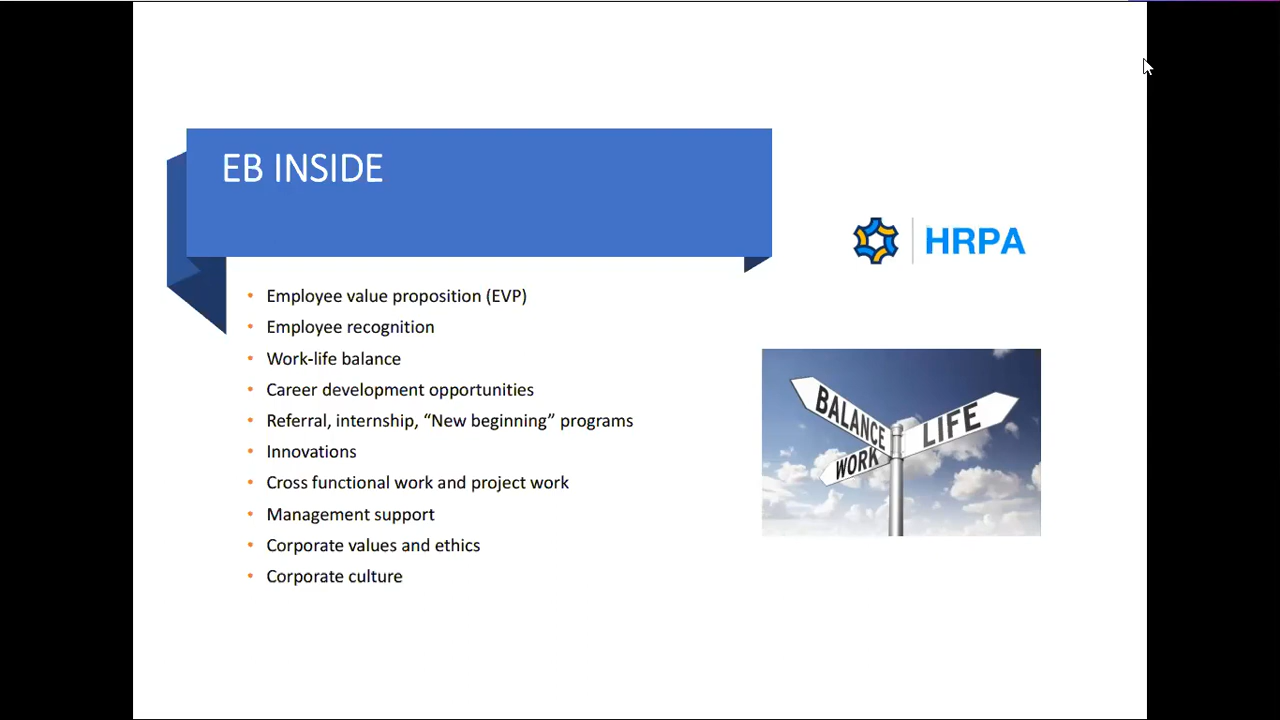 EB INSIDE
HRPA
• Employee value proposition (EVP)
• Employee recognition
• Work-life balance
• Career development opportunities
• Referral, internship, “New beginning” programs
• Innovations
• Cross functional work and project work
• Management support
• Corporate values and ethics
• Corporate culture
BALANCE
LIFE
WORK